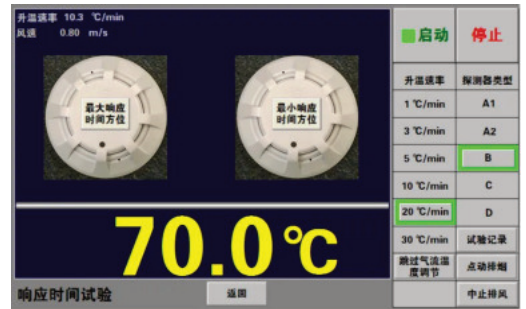 升温速率 10.3 ℃/min
风速 0.80 m/s
最大响应
时间方位
最小响应
时间方位
70.0℃
响应时间试验
返回
启动
停止
升温速率
探测器类型
1 ℃/min
A1
3 ℃/min
A2
5 ℃/min
B
10 ℃/min
C
20 ℃/min
D
30 ℃/min
试验记录
跳过气流温
度调节
点动排烟
中止排风